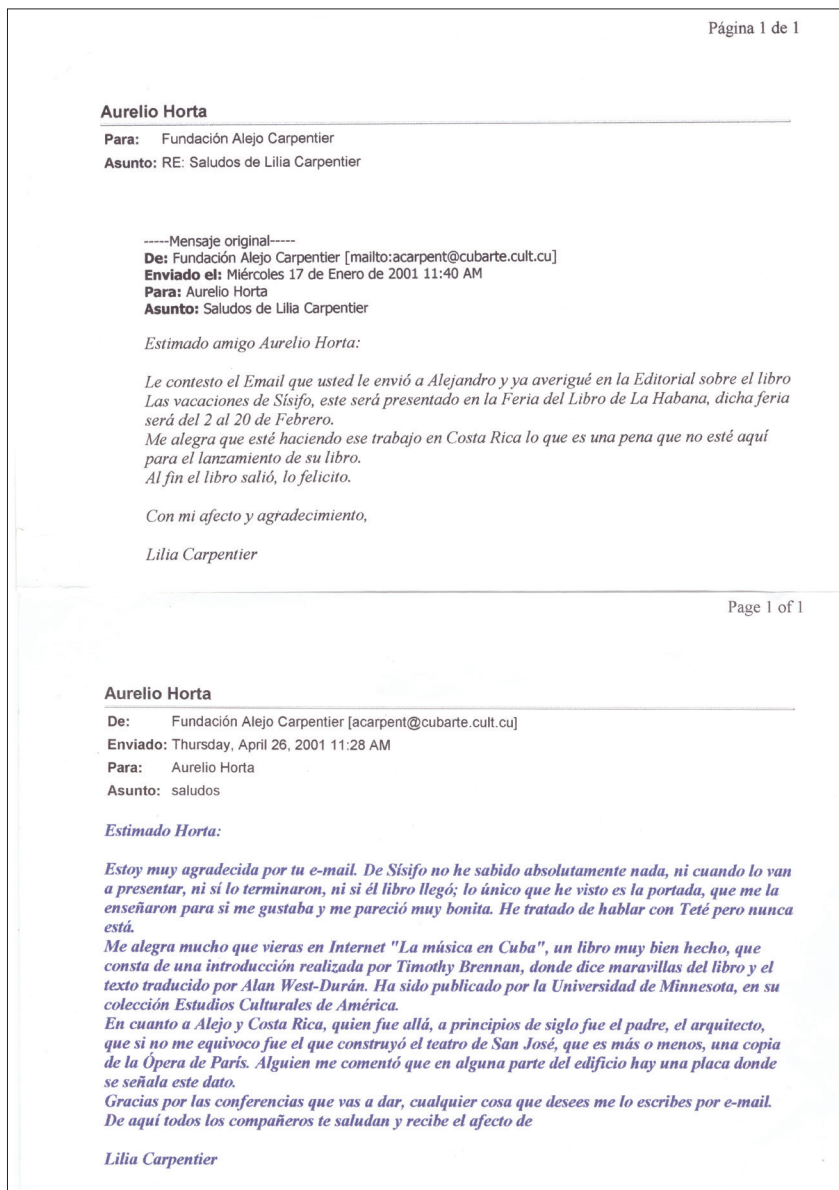 Página 1 de 1
Aurelio Horta
Para: Fundación Alejo Carpentier
Asunto: RE: Saludos de Lilia Carpentier
-----Mensaje original-----
De: Fundación Alejo Carpentier [mailto:acarpent@cubarte.cult.cu]
Enviado el: Miércoles 17 de Enero de 2001 11:40 AM
Para: Aurelio Horta
Asunto: Saludos de Lilia Carpentier
Estimado amigo Aurelio Horta:
Le contesto el Email que usted le envió a Alejandro y ya averigué en la Editorial sobre el libro
Las vacaciones de Sísifo, este será presentado en la Feria del Libro de La Habana, dicha feria
será del 2 al 20 de Febrero.
Me alegra que esté haciendo ese trabajo en Costa Rica lo que es una pena que no esté aquí
para el lanzamiento de su libro.
Al fin el libro salió, lo felicito.
Con mi afecto y agradecimiento,
Lilia Carpentier
Page 1 of 1
Aurelio Horta
De: Fundación Alejo Carpentier [acarpent@cubarte.cult.cu]
Enviado: Thursday, April 26, 2001 11:28 AM
Para: Aurelio Horta
Asunto: saludos
Estimado Horta:
Estoy muy agradecida por tu e-mail. De Sísifo no he sabido absolutamente nada, ni cuando lo van
a presentar, ni sí lo terminaron, ni si él libro llegó; lo único que he visto es la portada, que me la
enseñaron para si me gustaba y me pareció muy bonita. He tratado de hablar con Teté pero nunca
está.
Me alegra mucho que vieras en Internet "La música en Cuba", un libro muy bien hecho, que
consta de una introducción realizada por Timothy Brennan, donde dice maravillas del libro y el
texto traducido por Alan West-Durán. Ha sido publicado por la Universidad de Minnesota, en su
colección Estudios Culturales de América.
En cuanto a Alejo y Costa Rica, quien fue allá, a principios de siglo fue el padre, el arquitecto,
que si no me equivoco fue el que construyó el teatro de San José, que es más o menos, una copia
de la Ópera de París. Alguien me comentó que en alguna parte del edificio hay una placa donde
se señala este dato.
Gracias por las conferencias que vas a dar, cualquier cosa que desees me lo escribes por e-mail.
De aquí todos los compañeros te saludan y recibe el afecto de
Lilia Carpentier